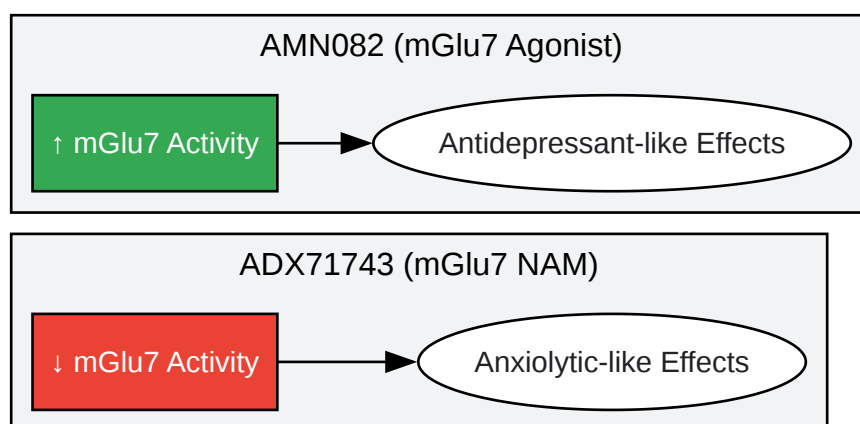 AMN082 (mGlu7 Agonist)
↑ mGlu7 Activity
Antidepressant-like Effects
ADX71743 (mGlu7 NAM)
↓ mGlu7 Activity
Anxiolytic-like Effects